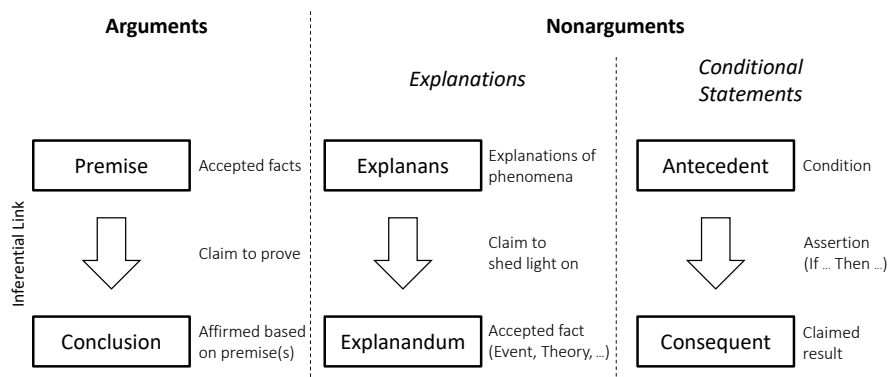 Arguments
Nonarguments
Explanations
Conditional
Statements
Premise
Accepted facts
Explanans
Explanations of
phenomena
Antecedent
Condition
Inferential Link
Claim to prove
Claim to
shed light on
Assertion
(If ... Then ...)
Conclusion
Affirmed based
on premise(s)
Explanandum
Accepted fact
(Event, Theory, ...)
Consequent
Claimed
result